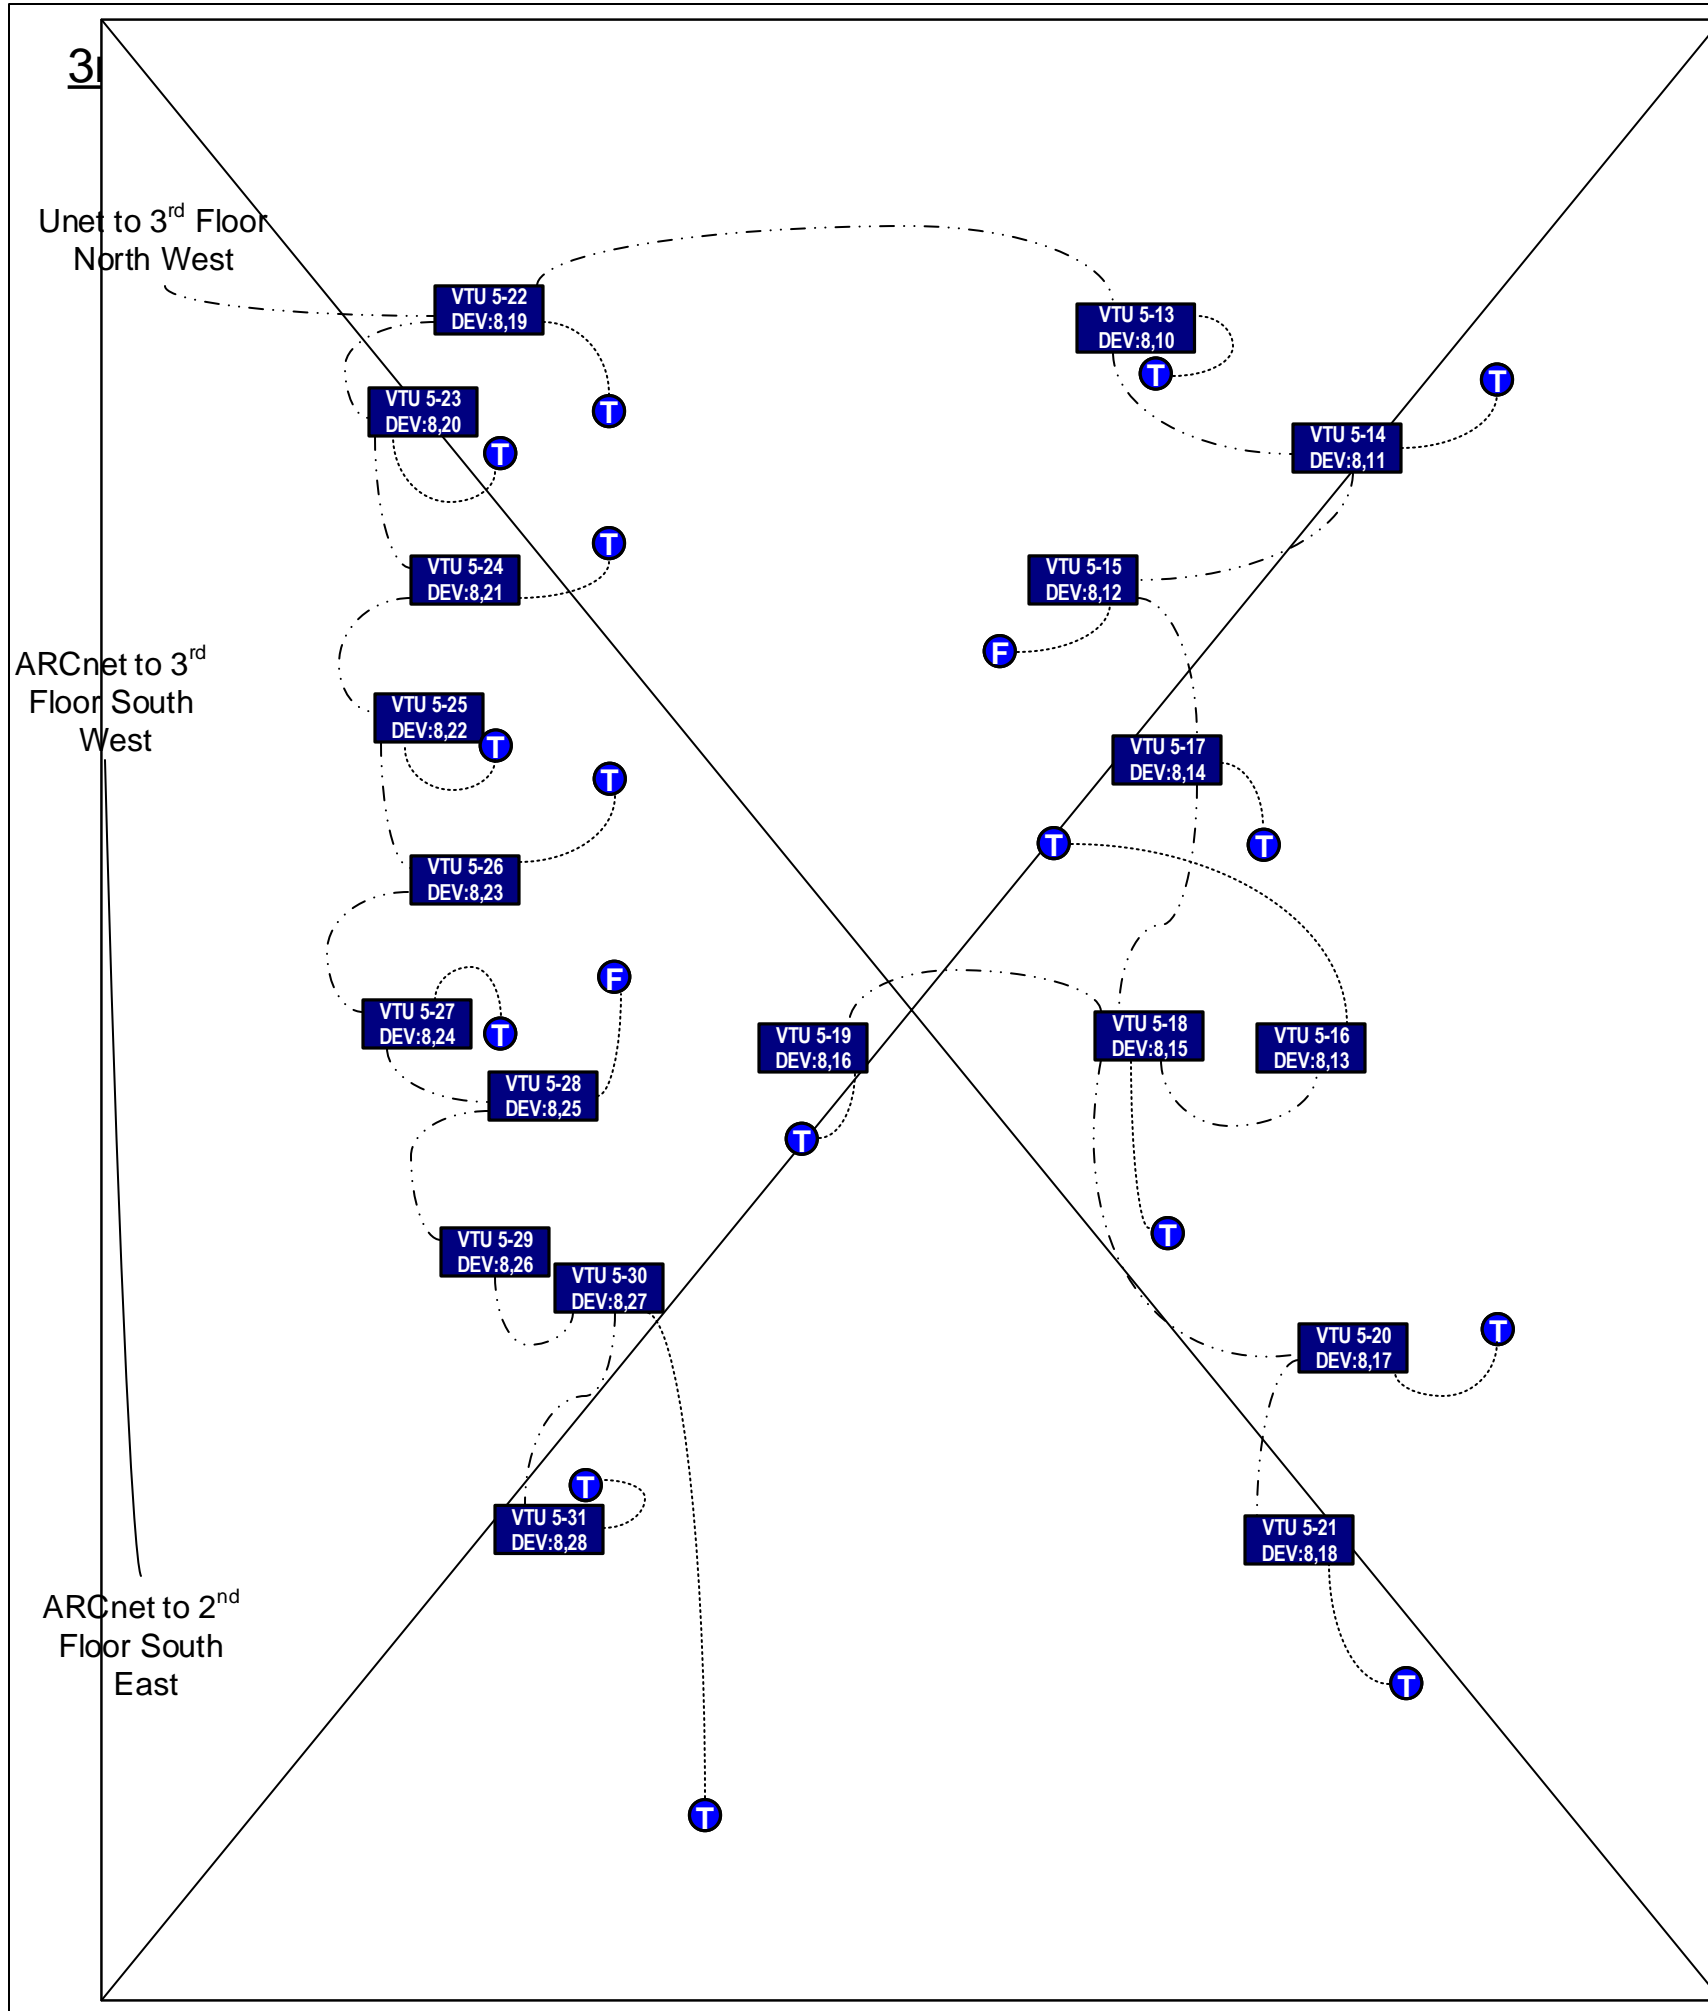 3r
Unet to 3rd Floor
North West
VTU 5-22
DEV:8,19
VTU 5-13
DEV:8,10
T
T
VTU 5-23
DEV:8,20
T
T
VTU 5-14
DEV:8,11
T
VTU 5-24
DEV:8,21
VTU 5-15
DEV:8,12
F
ARCnet to 3rd
Floor South
West
VTU 5-25
DEV:8,22
T
VTU 5-17
DEV:8,14
T
T
T
VTU 5-26
DEV:8,23
F
VTU 5-27
DEV:8,24
T
VTU 5-19
DEV:8,16
VTU 5-18
DEV:8,15
VTU 5-16
DEV:8,13
VTU 5-28
DEV:8,25
T
T
VTU 5-29
DEV:8,26
VTU 5-30
DEV:8,27
VTU 5-20
DEV:8,17
T
T
VTU 5-31
DEV:8,28
VTU 5-21
DEV:8,18
ARCnet to 2nd
Floor South
East
T
T